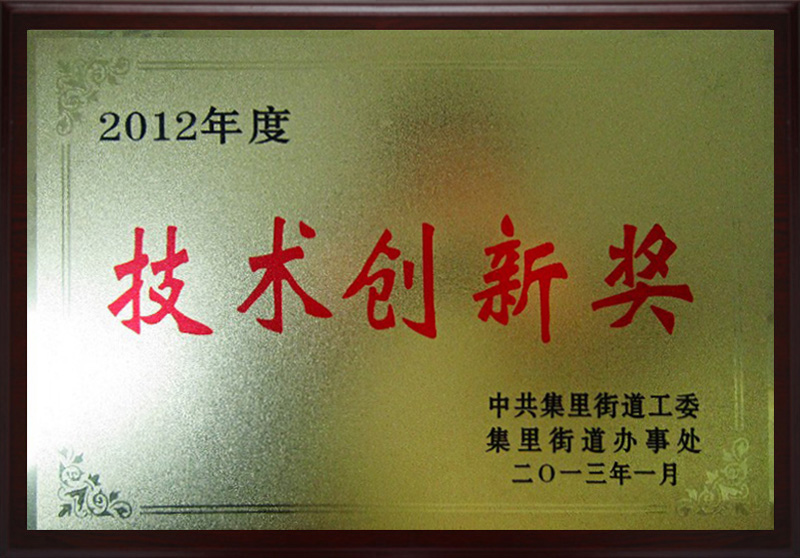 2012年度
技术创新奖
中共集里街道工委
集里街道办事处
二〇一三年一月